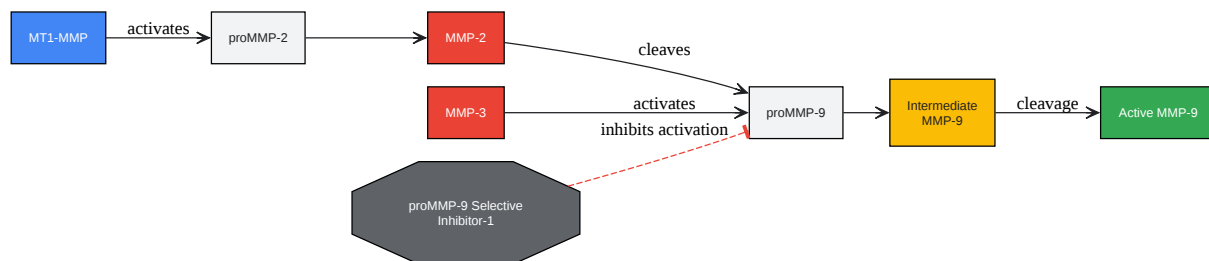 MT1-MMP
activates
proMMP-2
MMP-2
cleaves
MMP-3
activates
inhibits activation
proMMP-9
Intermediate
MMP-9
cleavage
Active MMP-9
proMMP-9 Selective
Inhibitor-1